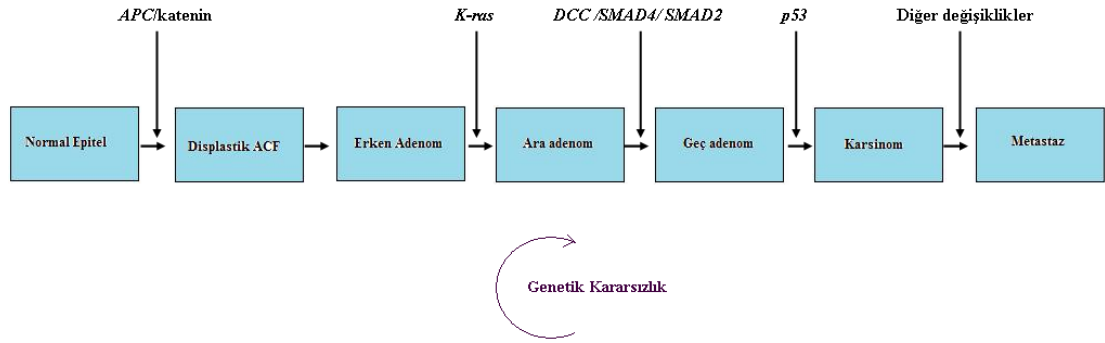 APC/katenin K-ras DCC /SMAD4/ SMAD2 p53 Diğer değişiklikler
Normal Epitel Displastik ACF Erken Adenom Ara adenom Geç adenom Karsinom Metastaz
Genetik Kararsızlık